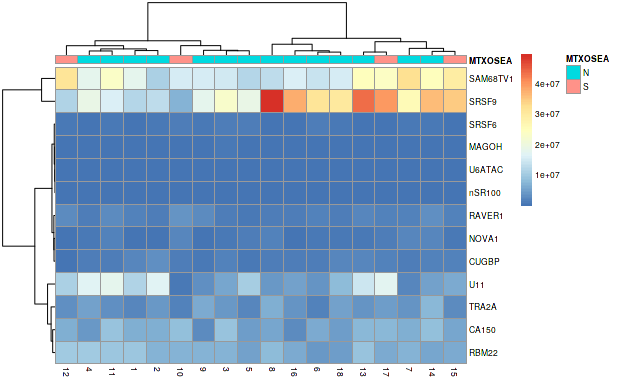 MTXOSEA
SAM68TV1
SRSF9
SRSF6
MAGOH
U6ATAC
nSR100
RAVER1
NOVA1
CUGBP
U11
TRA2A
CA150
RBM22
12 4 11 1 2 10 9 3 5 8 16 6 18 13 17 7 14 15
4e+07
3e+07
2e+07
1e+07
MTXOSEA
N
S